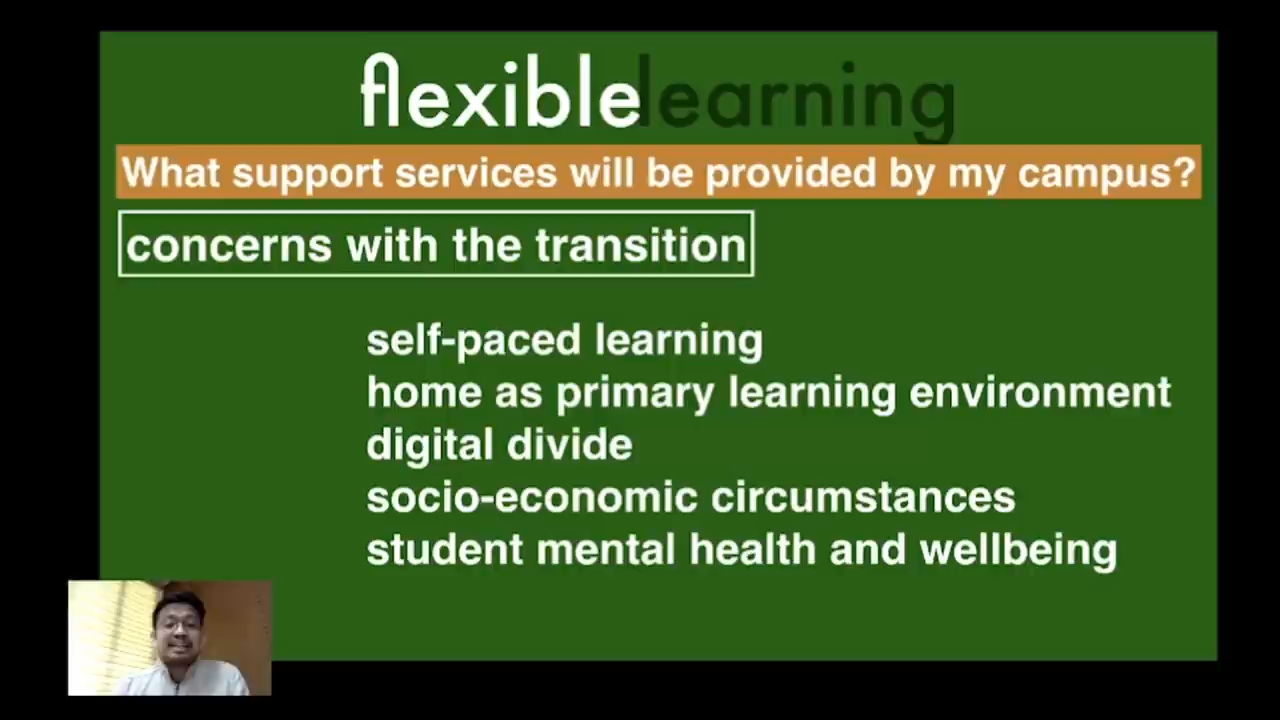 flexiblelearning
What support services will be provided by my campus?
concerns with the transition
self-paced learning
home as primary learning environment
digital divide
socio-economic circumstances
student mental health and wellbeing